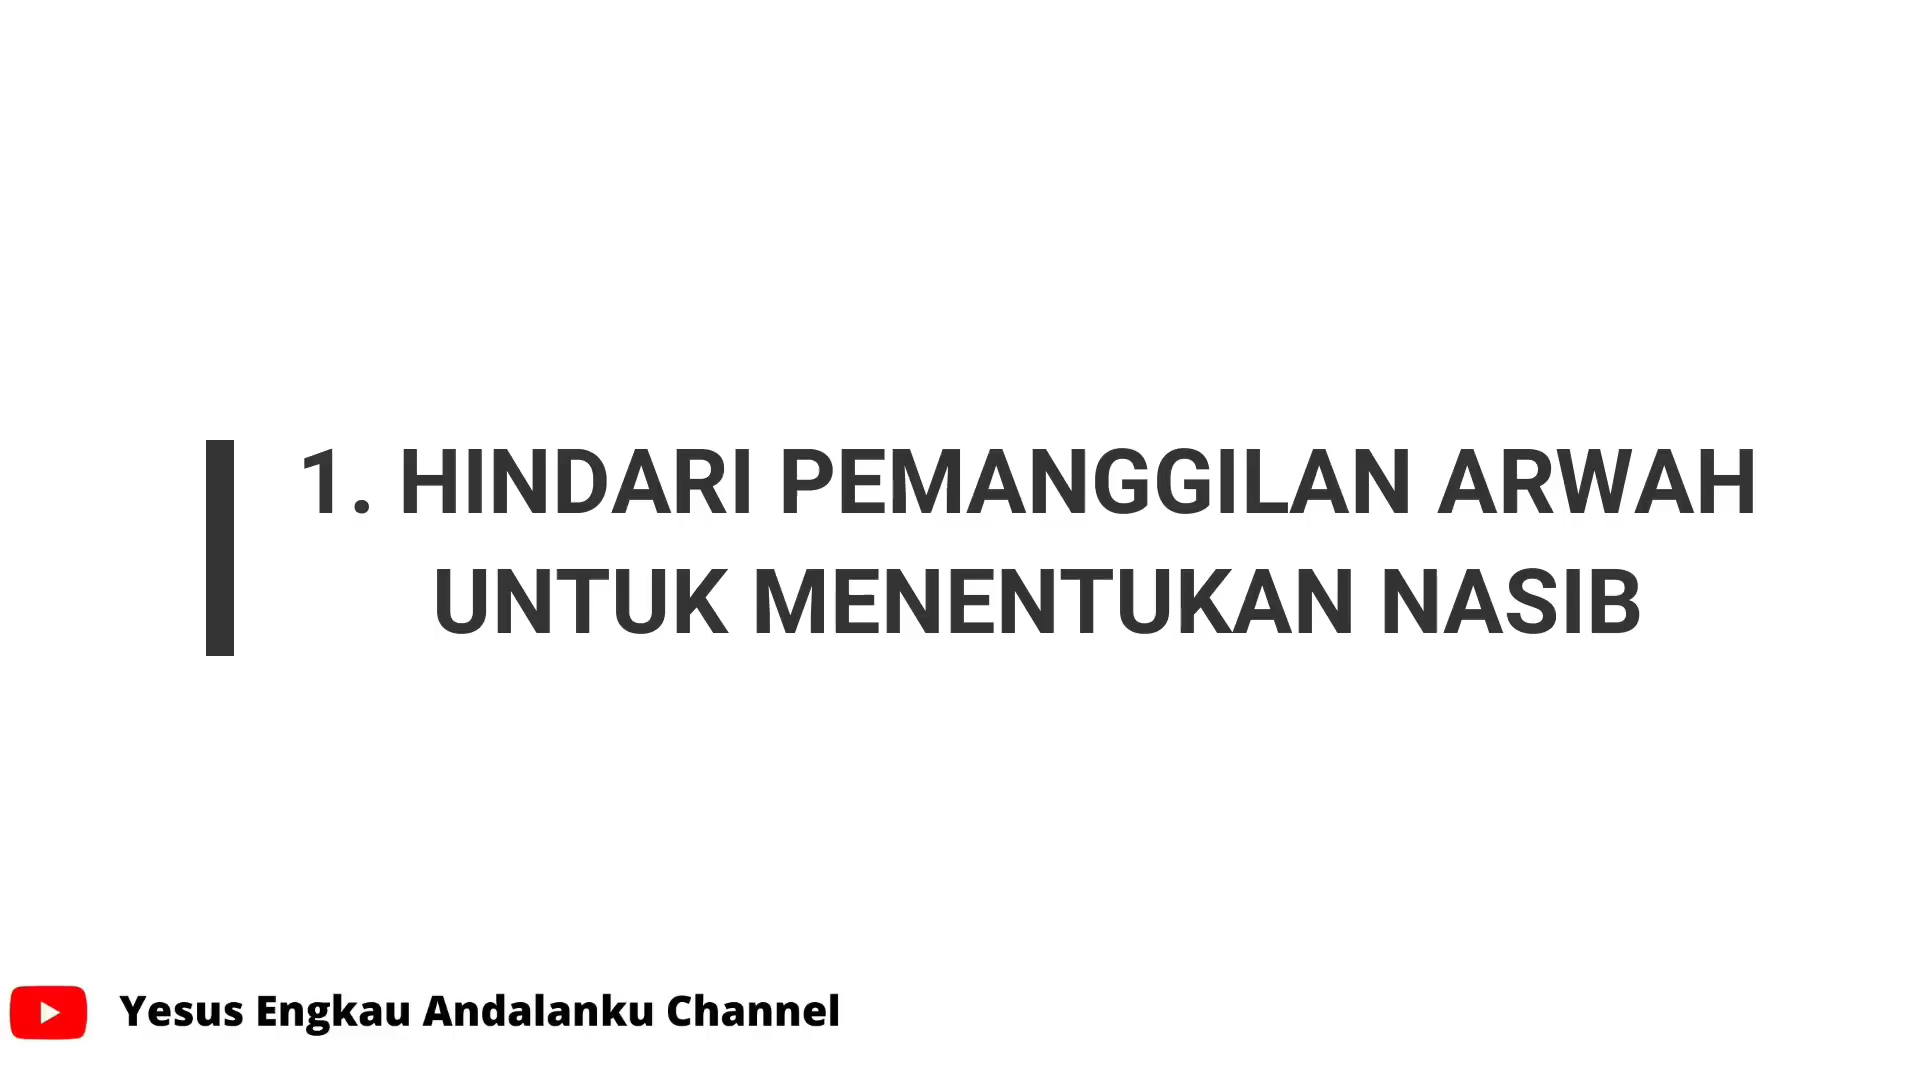 1. HINDARI PEMANGGILAN ARWAH
UNTUK MENENTUKAN NASIB
Yesus Engkau Andalanku Channel